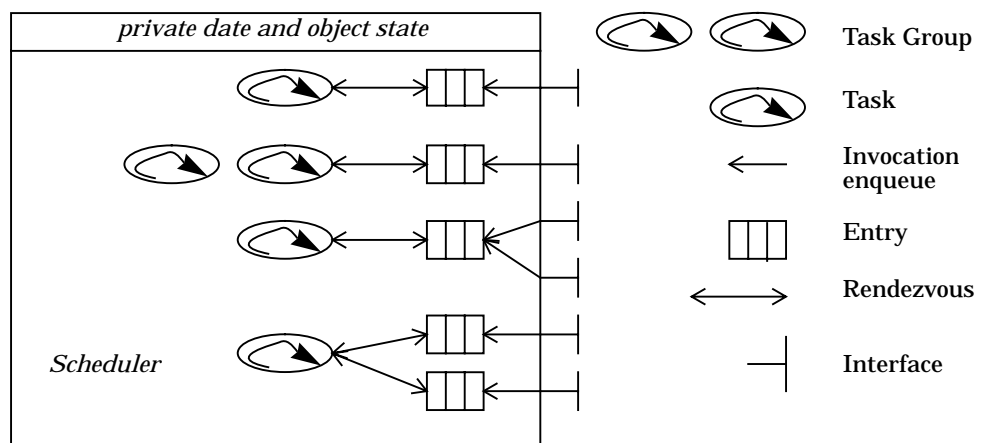 private date and object state
Scheduler
Task Group
Task
Invocation
enqueue
Entry
Rendezvous
Interface